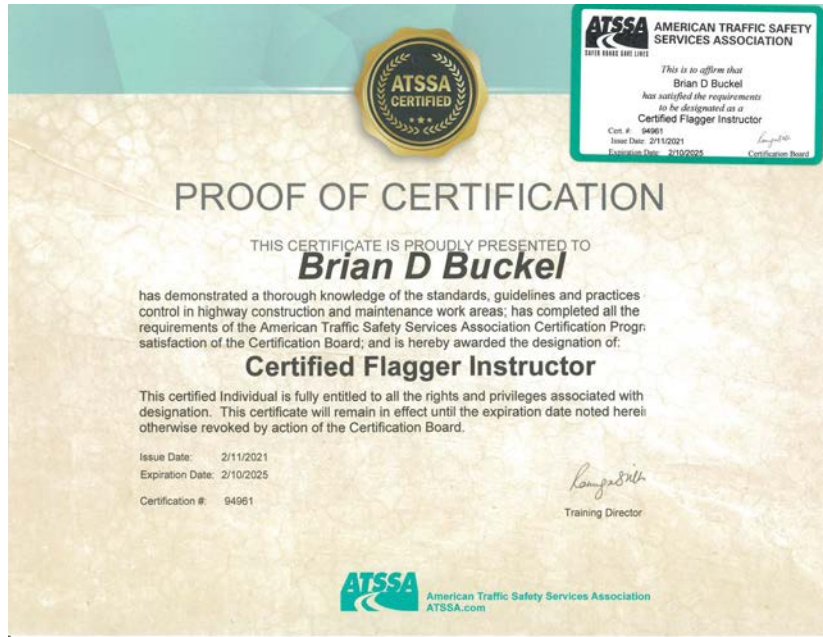 ATSSA
SAFER ROADS SAVE LIVES
AMERICAN TRAFFIC SAFETY
SERVICES ASSOCIATION
This is to affirm that
Brian D Buckel
has satisfied the requirements
to be designated as a
Certified Flagger Instructor
Cert. #: 94961
Issue Date: 2/11/2021
Expiration Date: 2/10/2025
Certification Board
ATSSA
CERTIFIED
PROOF OF CERTIFICATION
THIS CERTIFICATE IS PROUDLY PRESENTED TO
Brian D Buckel
has demonstrated a thorough knowledge of the standards, guidelines and practices
control in highway construction and maintenance work areas; has completed all the
requirements of the American Traffic Safety Services Association Certification Progr
satisfaction of the Certification Board; and is hereby awarded the designation of:
Certified Flagger Instructor
This certified Individual is fully entitled to all the rights and privileges associated with
designation. This certificate will remain in effect until the expiration date noted herei
otherwise revoked by action of the Certification Board.
Issue Date: 2/11/2021
Expiration Date: 2/10/2025
Certification #: 94961
Training Director
ATSSA
American Traffic Safety Services Association
ATSSA.com